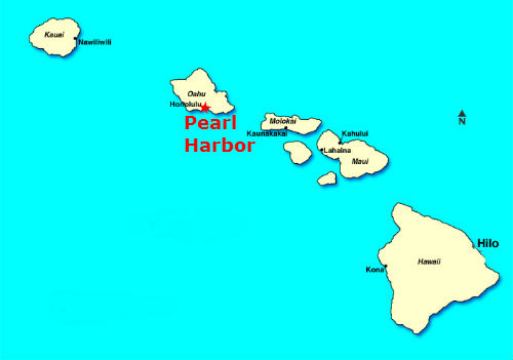 Kauai
Nawiliwili
Oahu
Honolulu
Pearl
Harbor
Molokai
Kaunakakai
Kahului
Lahaina
Maui
N
Hilo
Hawaii
Kona